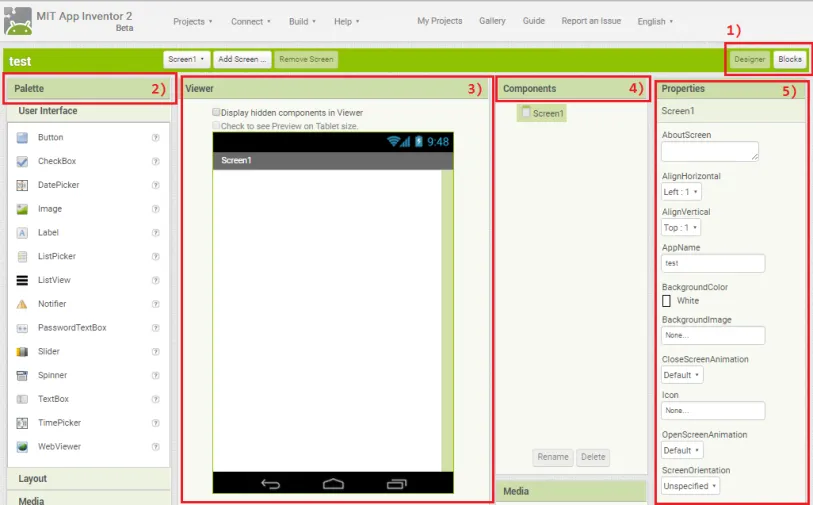 MIT App Inventor 2
Beta
Projects Connect Build Help My Projects Gallery Guide Report an Issue English
1)
test Screen1 Add Screen ... Remove Screen Designer Blocks
Palette 2)
User Interface
Button ?
CheckBox ?
DatePicker ?
Image ?
Label ?
ListPicker ?
ListView ?
Notifier ?
PasswordTextBox ?
Slider ?
Spinner ?
TextBox ?
TimePicker ?
WebViewer ?
Layout
Media
Viewer 3)
Display hidden components in Viewer
Check to see Preview on Tablet size.
9:48
Screen1
Components 4)
Screen1
Rename Delete
Media
Properties 5)
Screen1
AboutScreen
AlignHorizontal
Left : 1
AlignVertical
Top : 1
AppName
test
BackgroundColor
White
BackgroundImage
None...
CloseScreenAnimation
Default
Icon
None...
OpenScreenAnimation
Default
ScreenOrientation
Unspecified